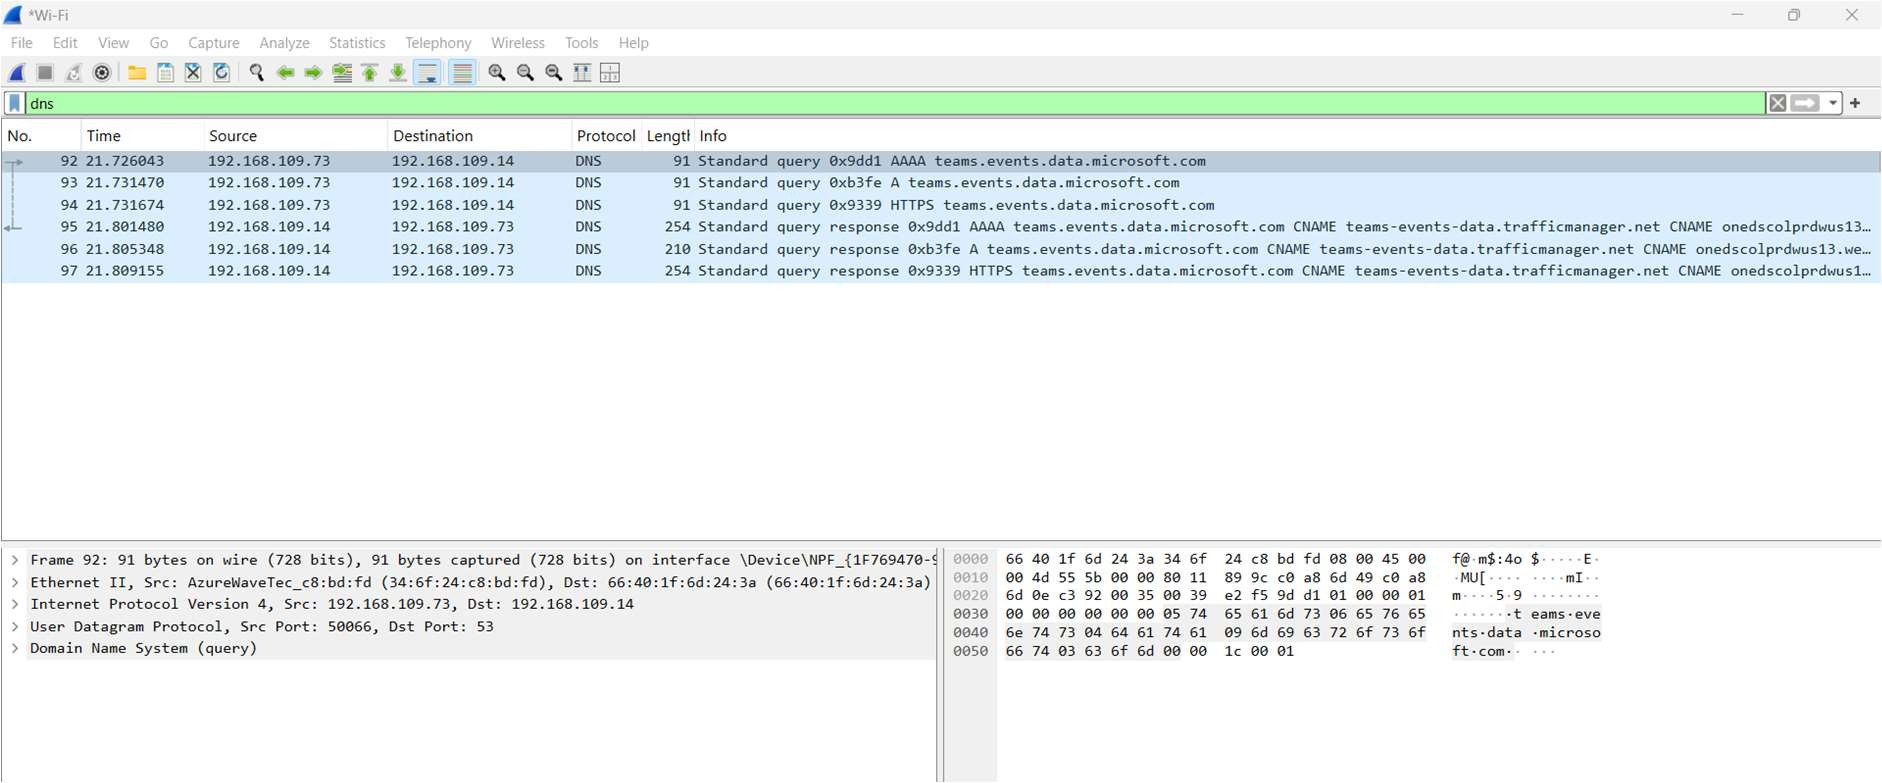 *Wi-Fi
File Edit View Go Capture Analyze Statistics Telephony Wireless Tools Help
dns
No. Time Source Destination Protocol Length Info
92 21.726043 192.168.109.73 192.168.109.14 DNS 91 Standard query 0x9dd1 AAAA teams.events.data.microsoft.com
93 21.731470 192.168.109.73 192.168.109.14 DNS 91 Standard query 0xb3fe A teams.events.data.microsoft.com
94 21.731674 192.168.109.73 192.168.109.14 DNS 91 Standard query 0x9339 HTTPS teams.events.data.microsoft.com
95 21.801480 192.168.109.14 192.168.109.73 DNS 254 Standard query response 0x9dd1 AAAA teams.events.data.microsoft.com CNAME teams-events-data.trafficmanager.net CNAME onedscolprdwus13…
96 21.805348 192.168.109.14 192.168.109.73 DNS 210 Standard query response 0xb3fe A teams.events.data.microsoft.com CNAME teams-events-data.trafficmanager.net CNAME onedscolprdwus13.we…
97 21.809155 192.168.109.14 192.168.109.73 DNS 254 Standard query response 0x9339 HTTPS teams.events.data.microsoft.com CNAME teams-events-data.trafficmanager.net CNAME onedscolprdwus1…
Frame 92: 91 bytes on wire (728 bits), 91 bytes captured (728 bits) on interface \Device\NPF_{1F769470-9
Ethernet II, Src: AzureWaveTec_c8:bd:fd (34:6f:24:c8:bd:fd), Dst: 66:40:1f:6d:24:3a (66:40:1f:6d:24:3a)
Internet Protocol Version 4, Src: 192.168.109.73, Dst: 192.168.109.14
User Datagram Protocol, Src Port: 50066, Dst Port: 53
Domain Name System (query)
0000 66 40 1f 6d 24 3a 34 6f 24 c8 bd fd 08 00 45 00 f@·m$:4o $·····E·
0010 00 4d 55 5b 00 00 80 11 89 9c c0 a8 6d 49 c0 a8 ·MU[···· ····mI··
0020 6d 0e c3 92 00 35 00 39 e2 f5 9d d1 01 00 00 01 m····5·9 ········
0030 00 00 00 00 00 00 05 74 65 61 6d 73 06 65 76 65 ·······t eams·eve
0040 6e 74 73 04 64 61 74 61 09 6d 69 63 72 6f 73 6f nts·data ·microso
0050 66 74 03 63 6f 6d 00 00 1c 00 01 ft·com·· ···